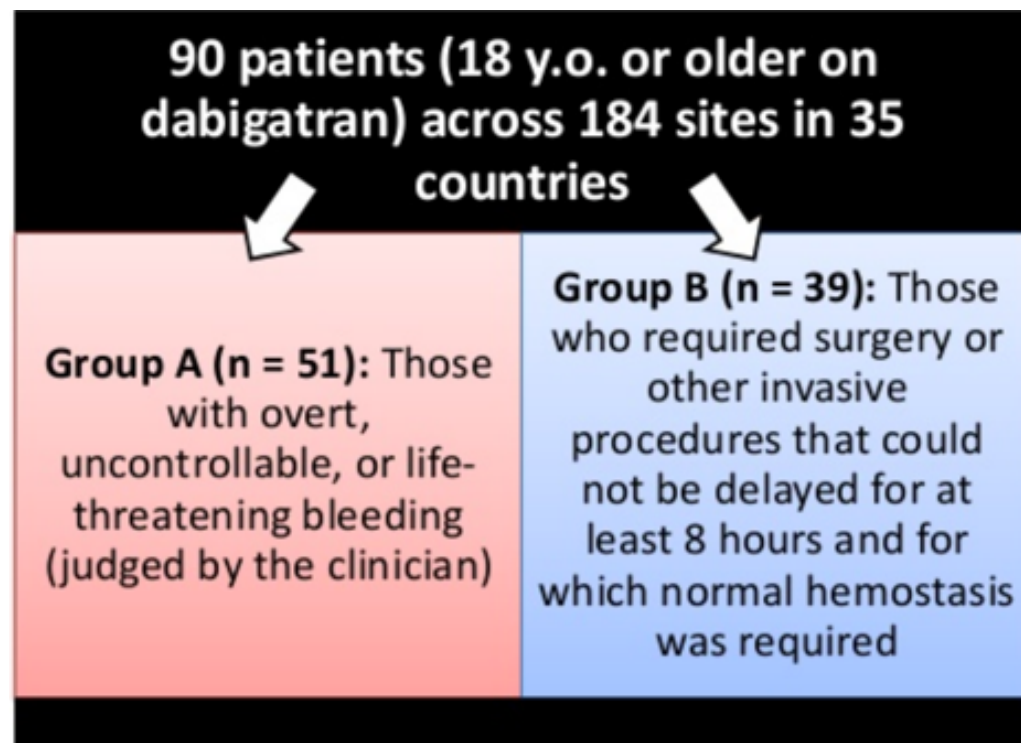 90 patients (18 y.o. or older on
dabigatran) across 184 sites in 35
countries
Group A (n = 51): Those
with overt,
uncontrollable, or life-
threatening bleeding
(judged by the clinician)
Group B (n = 39): Those
who required surgery or
other invasive
procedures that could
not be delayed for at
least 8 hours and for
which normal hemostasis
was required